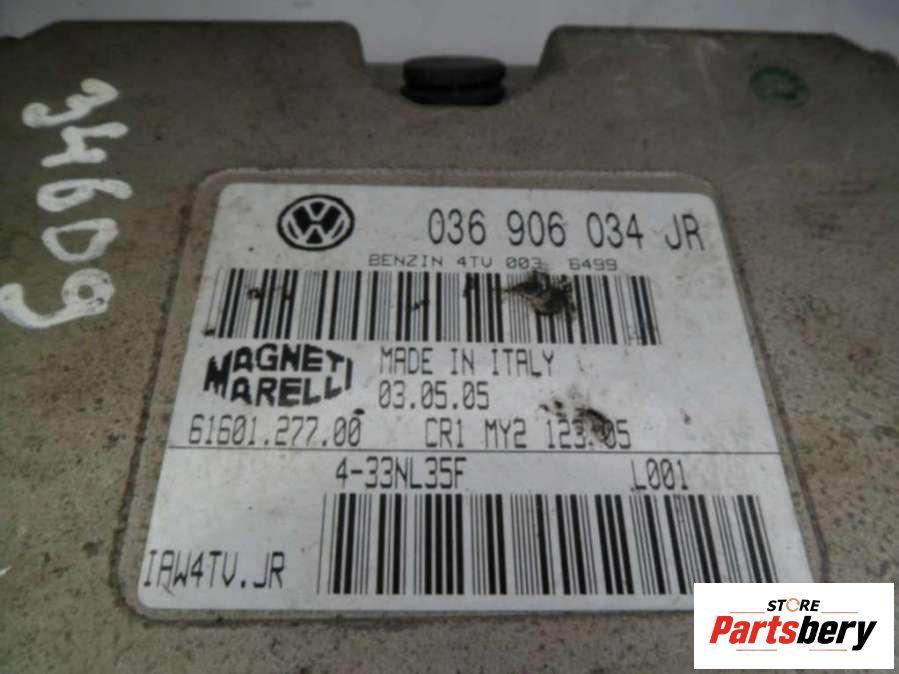 34609
VW
036 906 034 JR
BENZIN 4TV 003 6499
MAGNETI
MARELLI
MADE IN ITALY
03.05.05
61601.277.00 CR1 MY2 123.05
4-33NL35F L001
IAW4TV.JR
STORE
Partsbery